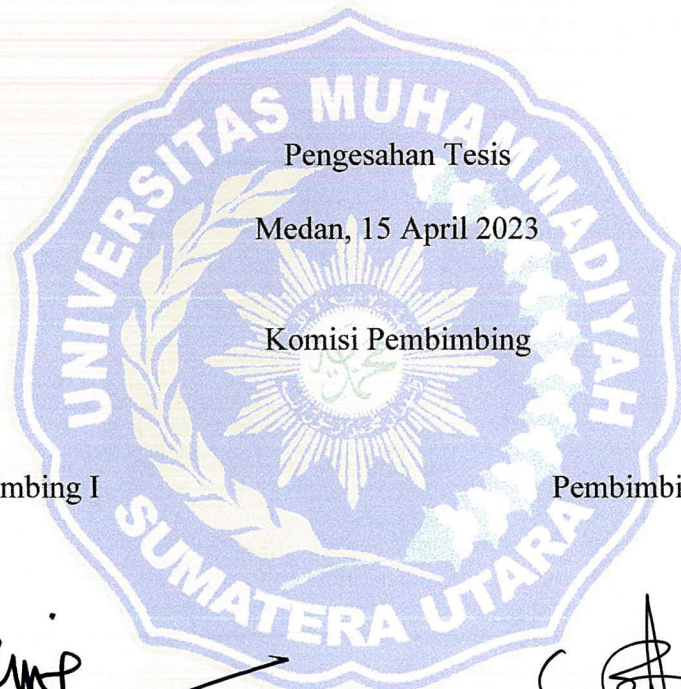 UNIVERSITAS MUHAMMADIYAH
Pengesahan Tesis
Medan, 15 April 2023
Komisi Pembimbing
mbing I
Pembimbi
SUMATERA UTARA